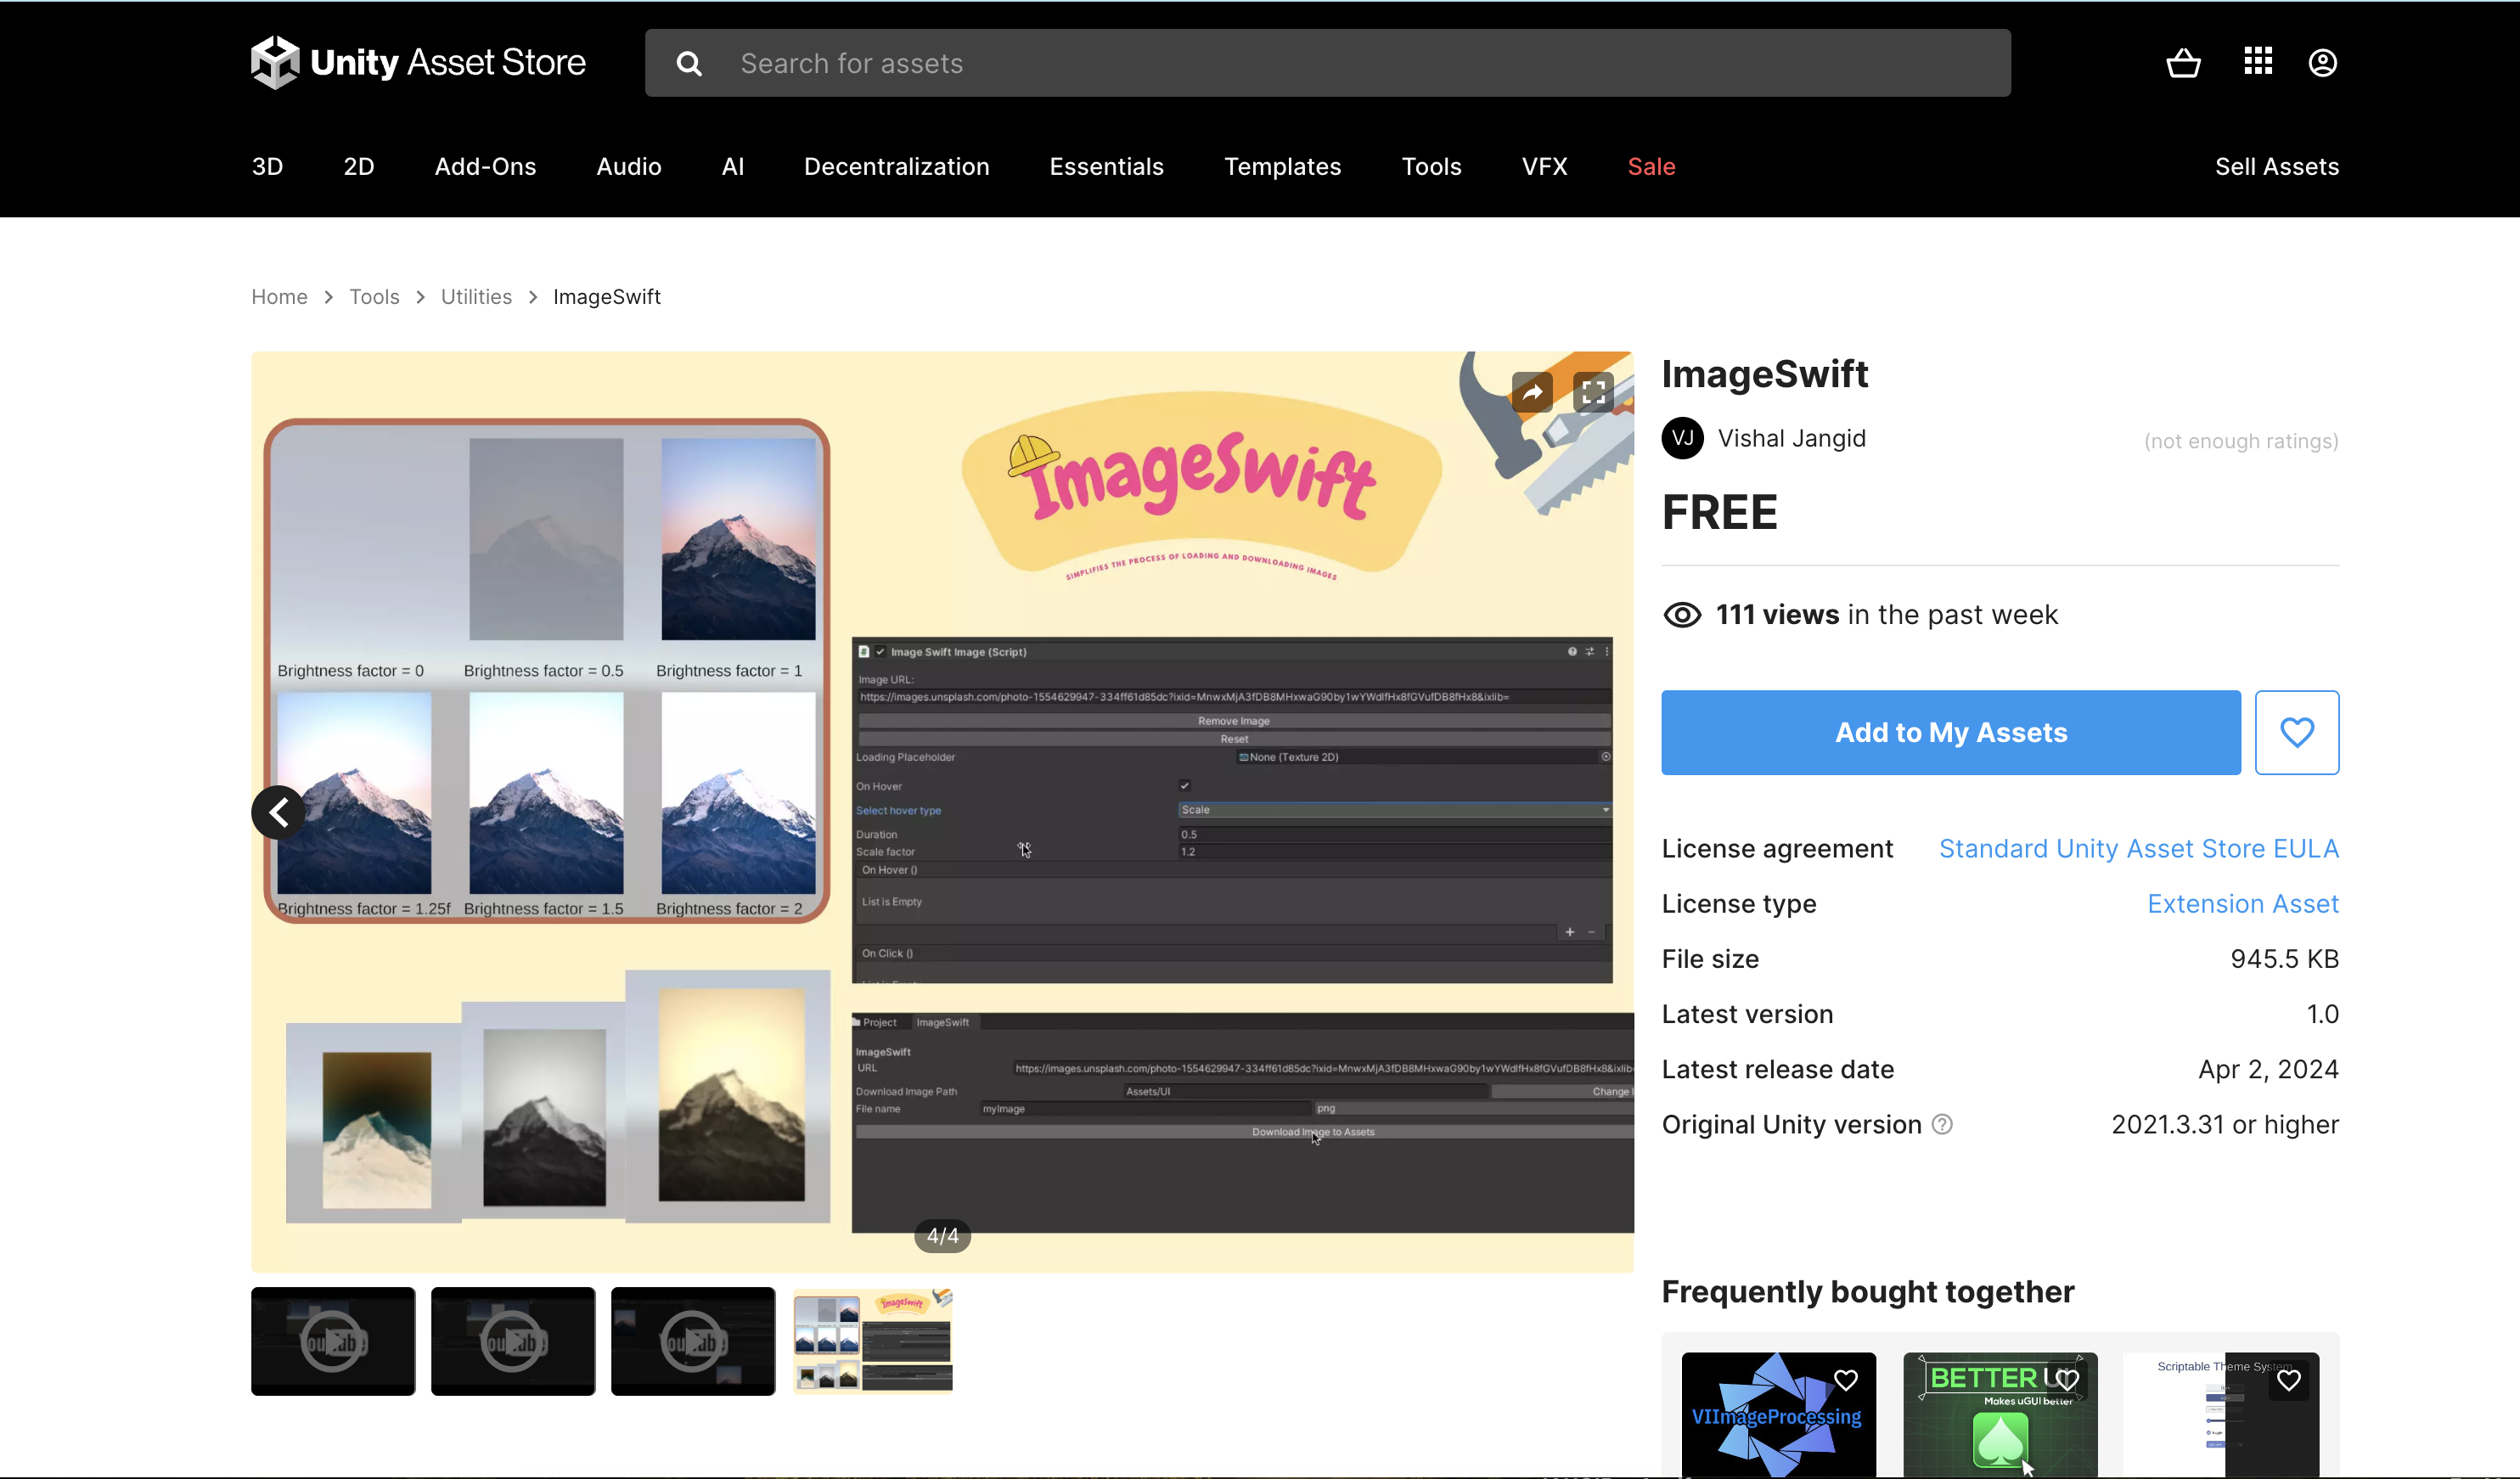 Unity Asset Store
Search for assets
3D 2D Add-Ons Audio AI Decentralization Essentials Templates Tools VFX Sale Sell Assets
Home > Tools > Utilities > ImageSwift
Brightness factor = 0 Brightness factor = 0.5 Brightness factor = 1
Brightness factor = 1.25f Brightness factor = 1.5 Brightness factor = 2
ImageSwift
SIMPLIFIES THE PROCESS OF LOADING AND DOWNLOADING IMAGES
Image Swift Image (Script)
Image URL:
https://images.unsplash.com/photo-1554629947-334ff61d85dc?ixid=MnwxMjA3fDB8MHxwaG90by1wYWdlfHx8fGVufDB8fHx8&ixlib=
Remove Image
Reset
Loading Placeholder None (Texture 2D)
On Hover
Select hover type Scale
Duration 0.5
Scale factor 1.2
On Hover ()
List is Empty
+ −
On Click ()
Project ImageSwift
ImageSwift
URL https://images.unsplash.com/photo-1554629947-334ff61d85dc?ixid=MnwxMjA3fDB8MHxwaG90by1wYWdlfHx8fGVufDB8fHx8&ixlib
Download Image Path Assets/UI Change
File name myImage png
Download Image to Assets
4/4
ImageSwift
VJ Vishal Jangid (not enough ratings)
FREE
111 views in the past week
Add to My Assets
License agreement Standard Unity Asset Store EULA
License type Extension Asset
File size 945.5 KB
Latest version 1.0
Latest release date Apr 2, 2024
Original Unity version ? 2021.3.31 or higher
YouTube YouTube YouTube
ImageSwift
Frequently bought together
VIImageProcessing
BETTER UI
Makes uGUI better
Scriptable Theme System